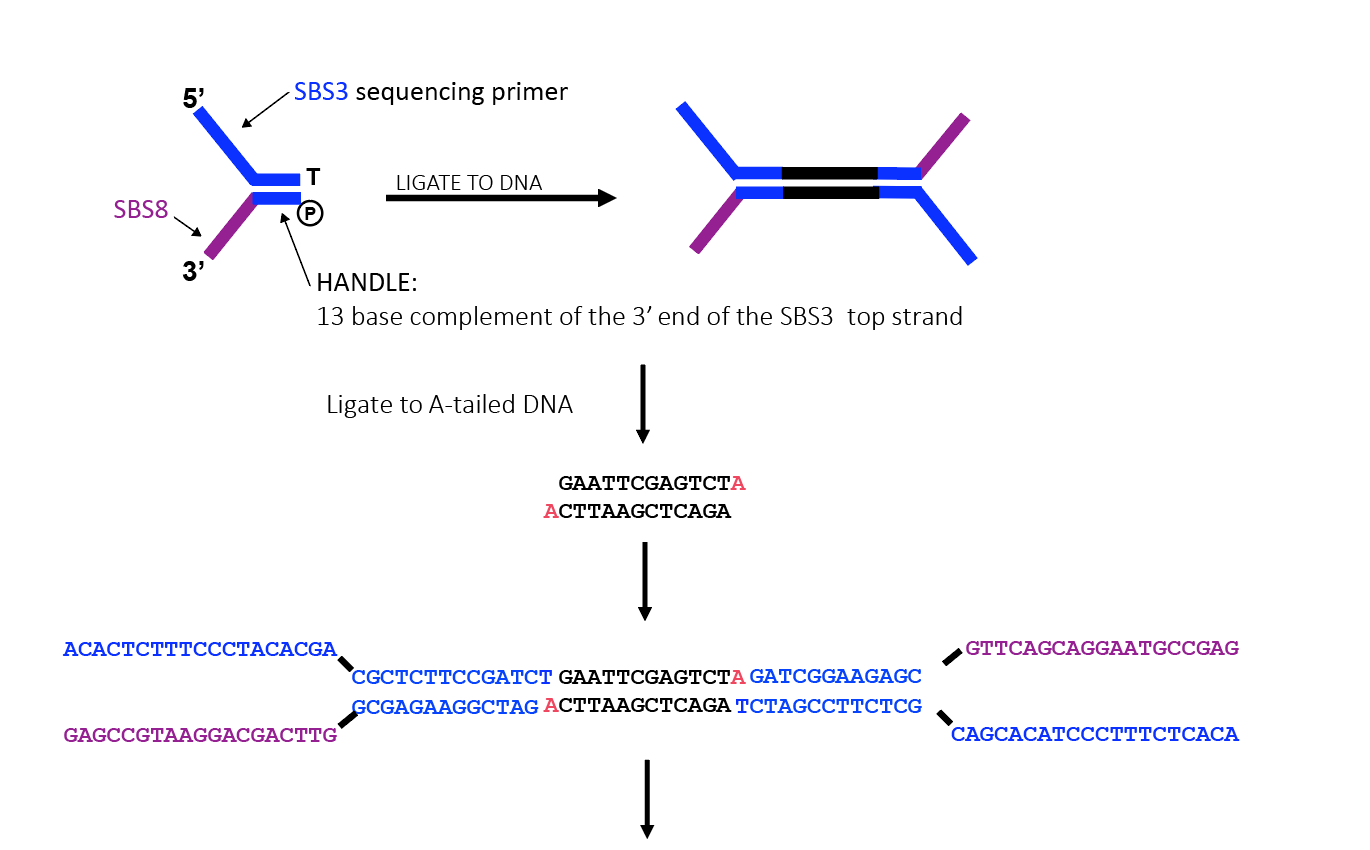 5’
SBS3 sequencing primer
T
LIGATE TO DNA
SBS8
P
3’
HANDLE:
13 base complement of the 3’ end of the SBS3 top strand
Ligate to A-tailed DNA
GAATTCGAGTCTA
ACTTAAGCTCAGA
ACACTCTTTCCCTACACGA
GTTCAGCAGGAATGCCGAG
CGCTCTTCCGATCT GAATTCGAGTCTA GATCGGAAGAGC
GCGAGAAGGCTAG ACTTAAGCTCAGA TCTAGCCTTCTCG
GAGCCGTAAGGACGACTTG
CAGCACATCCCTTTCTCACA